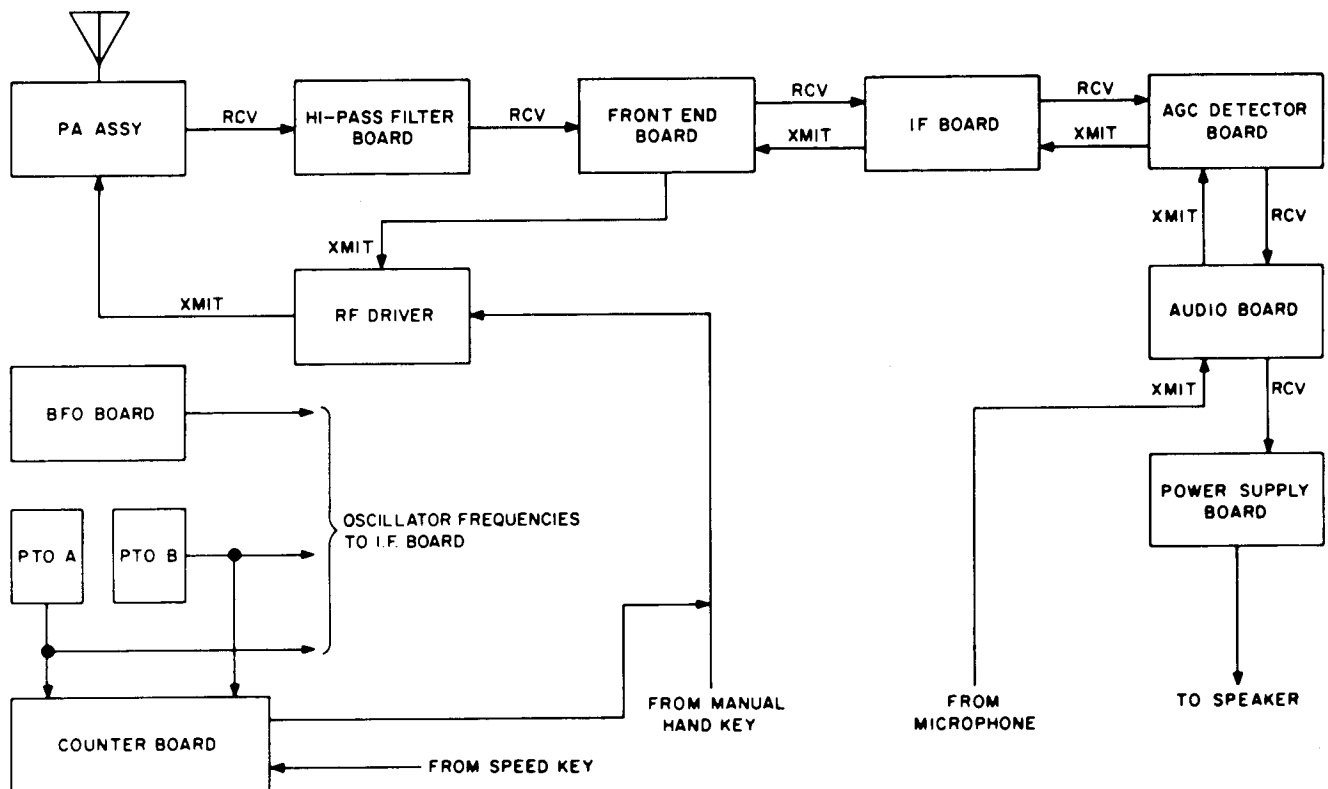 PA ASSY
RCV
HI-PASS FILTER
BOARD
RCV
FRONT END
BOARD
RCV
XMIT
IF BOARD
RCV
XMIT
AGC DETECTOR
BOARD
XMIT
RCV
XMIT
XMIT
RF DRIVER
AUDIO BOARD
BFO BOARD
XMIT
RCV
PTO A
PTO B
OSCILLATOR FREQUENCIES
TO I.F. BOARD
POWER SUPPLY
BOARD
FROM MANUAL
HAND KEY
FROM
MICROPHONE
TO SPEAKER
COUNTER BOARD
FROM SPEED KEY